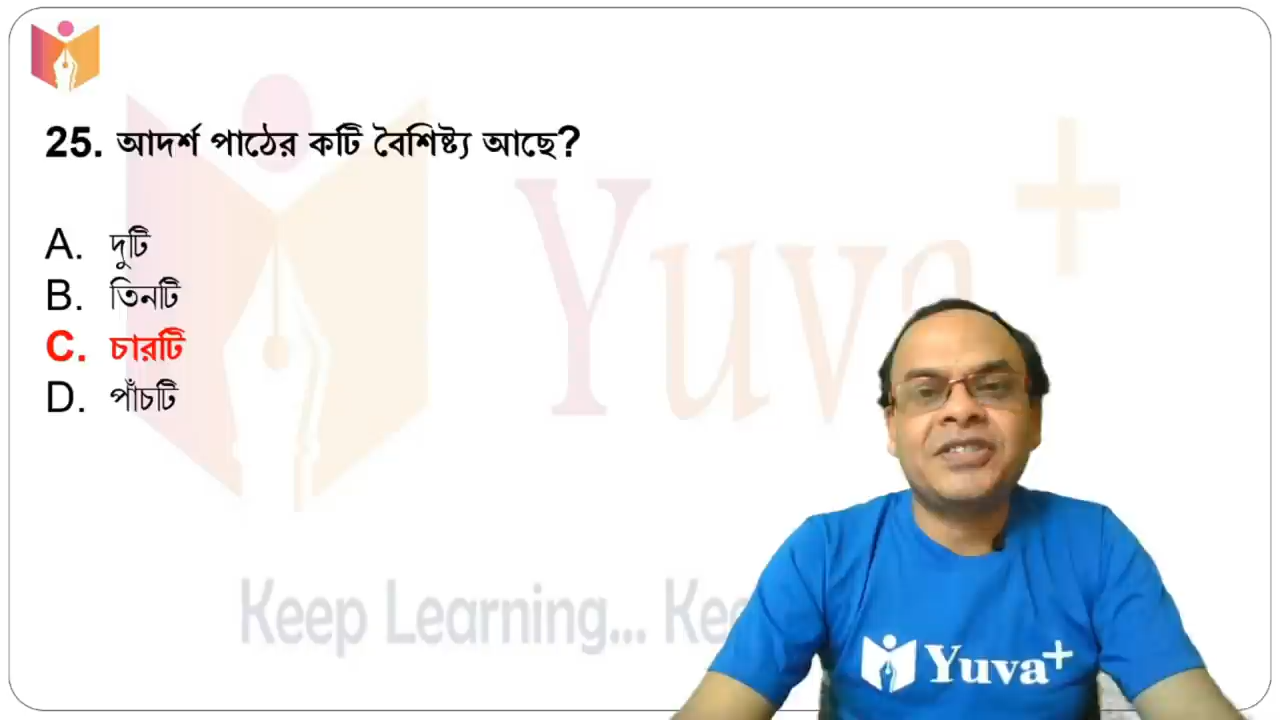 25. আদর্শ পাঠের কটি বৈশিষ্ট্য আছে?
A. দুটি
B. তিনটি
C. চারটি
D. পাঁচটি
Yuva+
Keep Learning... Ke
Yuva+